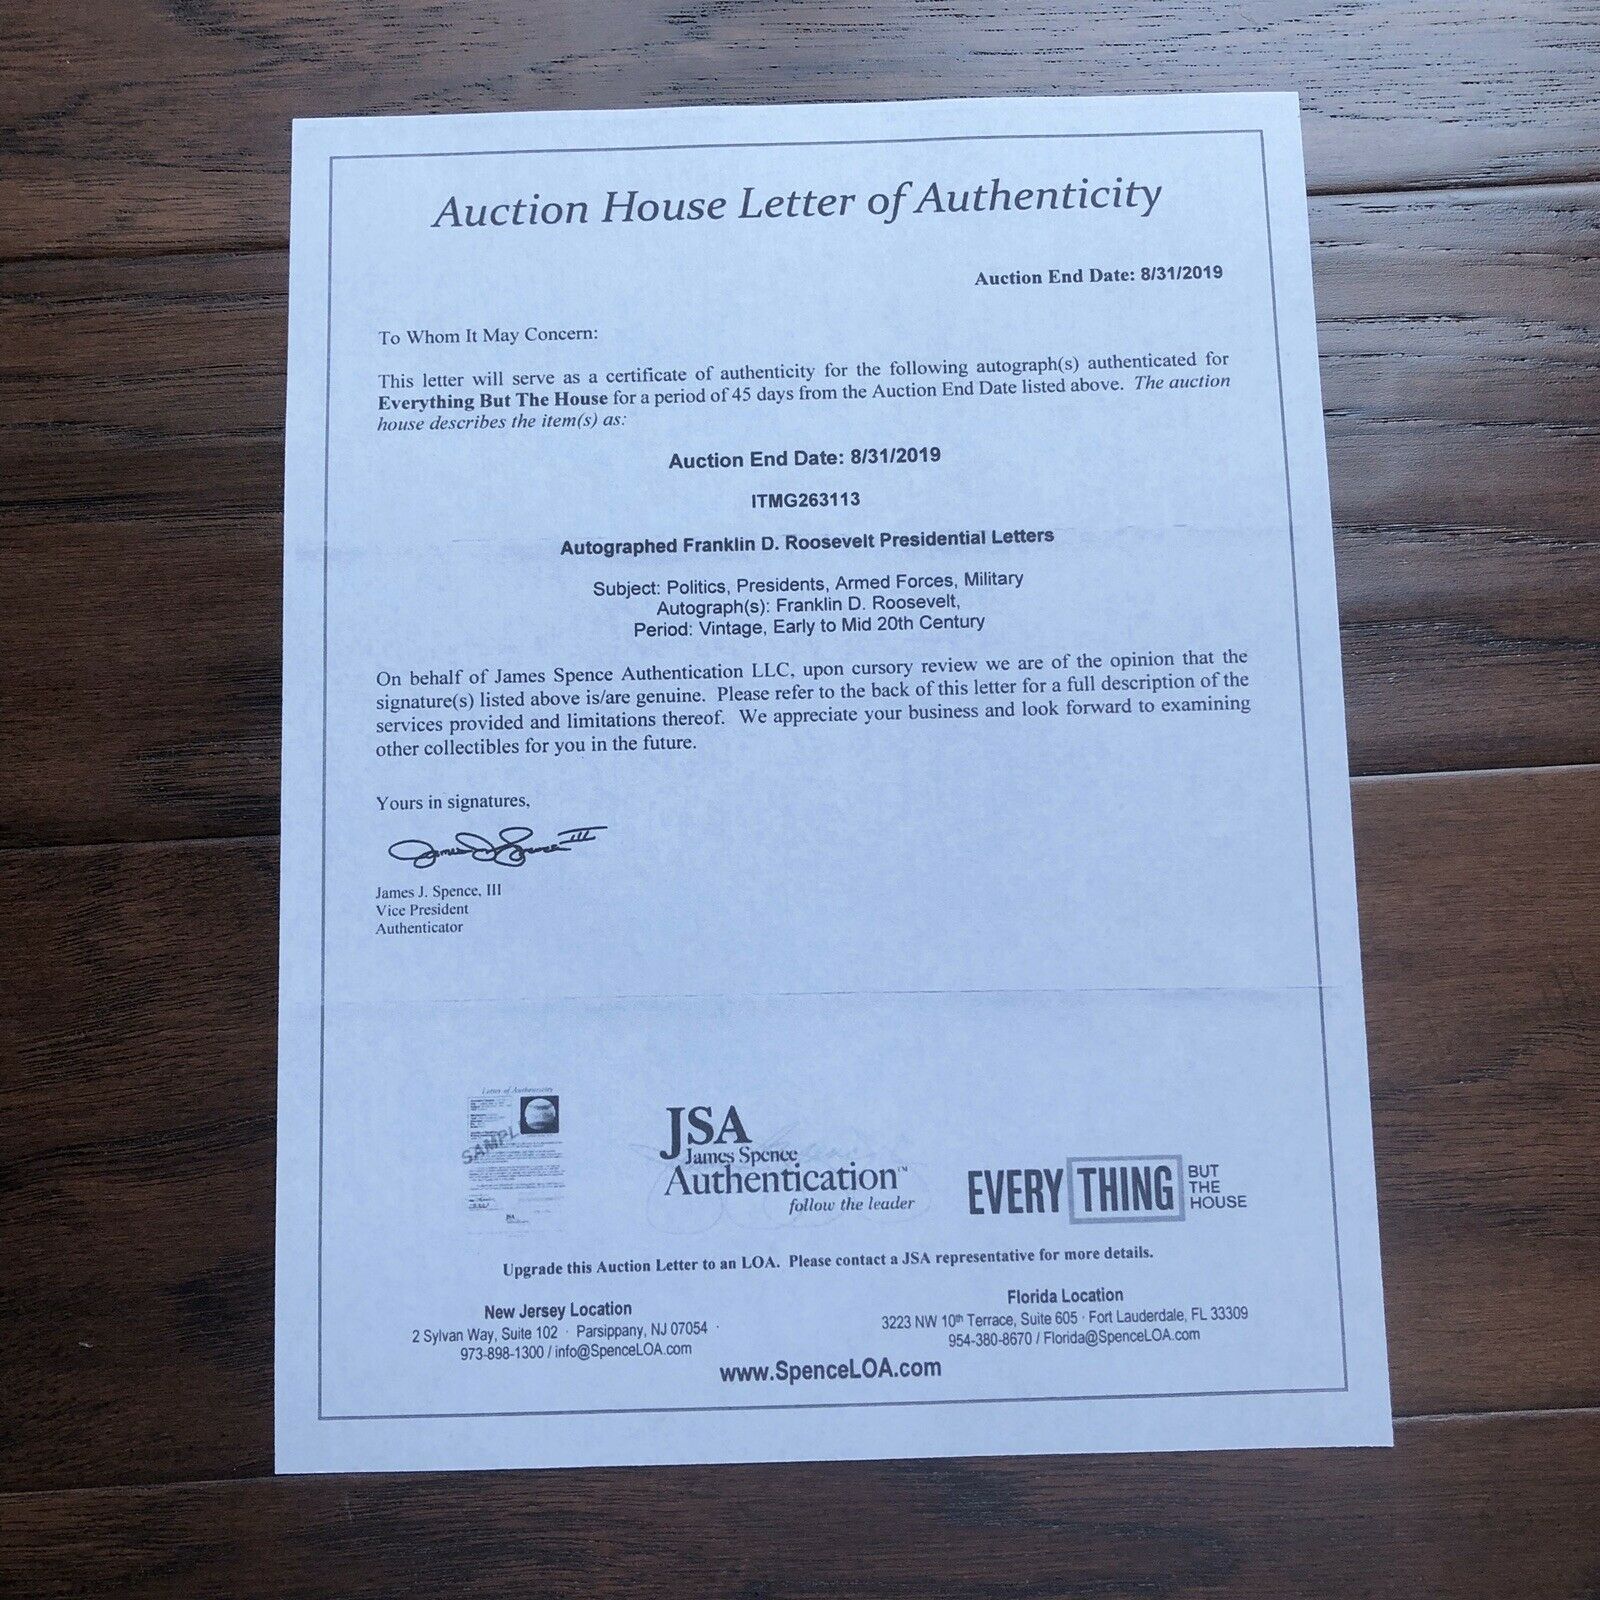 Auction House Letter of Authenticity
Auction End Date: 8/31/2019
To Whom It May Concern:
This letter will serve as a certificate of authenticity for the following autograph(s) authenticated for
Everything But The House for a period of 45 days from the Auction End Date listed above. The auction
house describes the item(s) as:
Auction End Date: 8/31/2019
ITMG263113
Autographed Franklin D. Roosevelt Presidential Letters
Subject: Politics, Presidents, Armed Forces, Military
Autograph(s): Franklin D. Roosevelt,
Period: Vintage, Early to Mid 20th Century
On behalf of James Spence Authentication LLC, upon cursory review we are of the opinion that the
signature(s) listed above is/are genuine. Please refer to the back of this letter for a full description of the
services provided and limitations thereof. We appreciate your business and look forward to examining
other collectibles for you in the future.
Yours in signatures,
James J. Spence III
James J. Spence, III
Vice President
Authenticator
Letter of Authenticity
SAMPL
JSA
James Spence
Authentication™
follow the leader
EVERYTHING BUT
THE
HOUSE
Upgrade this Auction Letter to an LOA. Please contact a JSA representative for more details.
New Jersey Location
2 Sylvan Way, Suite 102 · Parsippany, NJ 07054
973-898-1300 / info@SpenceLOA.com
Florida Location
3223 NW 10th Terrace, Suite 605 · Fort Lauderdale, FL 33309
954-380-8670 / Florida@SpenceLOA.com
www.SpenceLOA.com